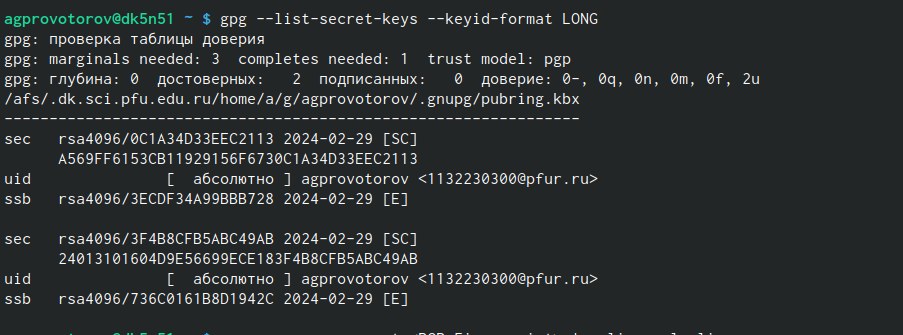 agprovotorov@dk5n51 ~ $ gpg --list-secret-keys --keyid-format LONG
gpg: проверка таблицы доверия
gpg: marginals needed: 3  completes needed: 1  trust model: pgp
gpg: глубина: 0  достоверных:   2  подписанных:   0  доверие: 0-, 0q, 0n, 0m, 0f, 2u
/afs/.dk.sci.pfu.edu.ru/home/a/g/agprovotorov/.gnupg/pubring.kbx
----------------------------------------------------------------
sec   rsa4096/0C1A34D33EEC2113 2024-02-29 [SC]
      A569FF6153CB11929156F6730C1A34D33EEC2113
uid                 [  абсолютно ] agprovotorov <1132230300@pfur.ru>
ssb   rsa4096/3ECDF34A99BBB728 2024-02-29 [E]

sec   rsa4096/3F4B8CFB5ABC49AB 2024-02-29 [SC]
      24013101604D9E56699ECE183F4B8CFB5ABC49AB
uid                 [  абсолютно ] agprovotorov <1132230300@pfur.ru>
ssb   rsa4096/736C0161B8D1942C 2024-02-29 [E]